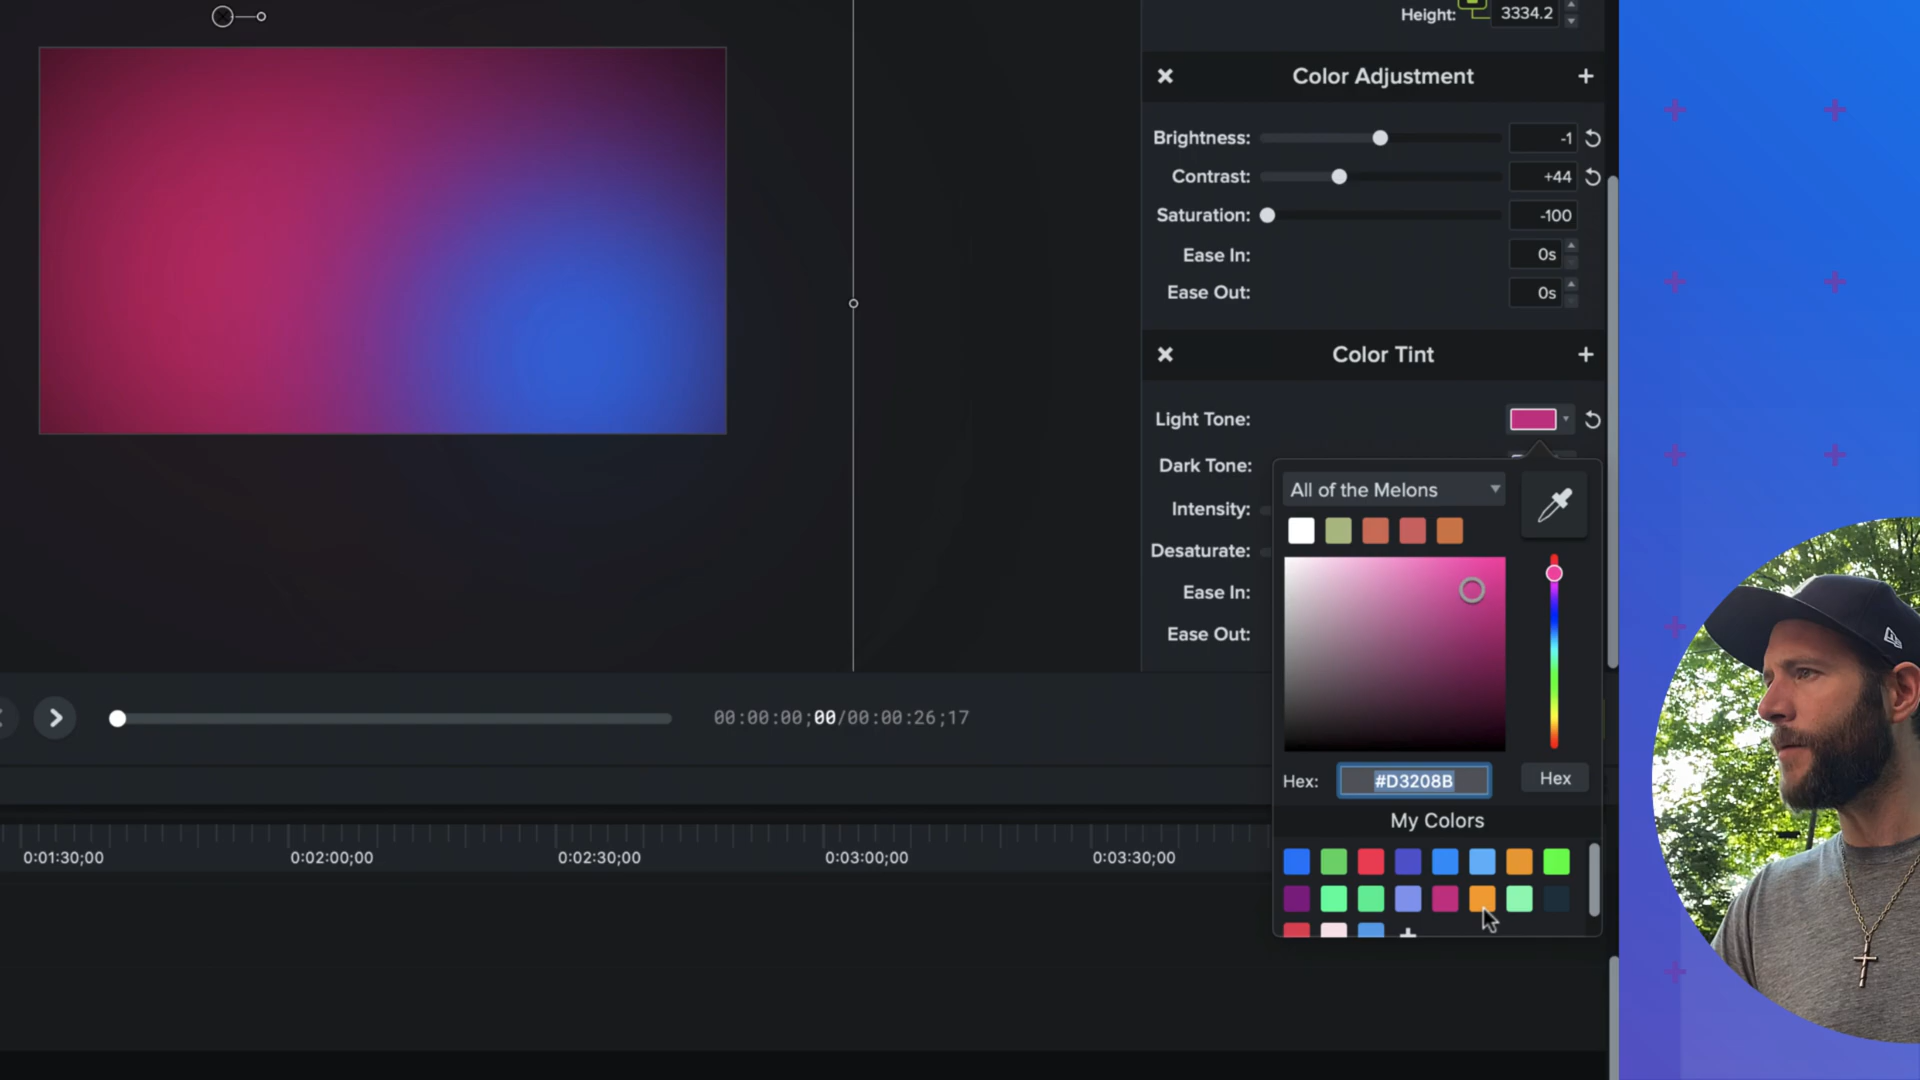 Height: 3334.2
Color Adjustment
Brightness: -1
Contrast: +44
Saturation: -100
Ease In: 0s
Ease Out: 0s
Color Tint
Light Tone:
Dark Tone:
All of the Melons
Intensity:
Desaturate:
Ease In:
Ease Out:
00:00:00;00/00:00:26;17
Hex: #D3208B Hex
My Colors
0:01:30;00 0:02:00;00 0:02:30;00 0:03:00;00 0:03:30;00